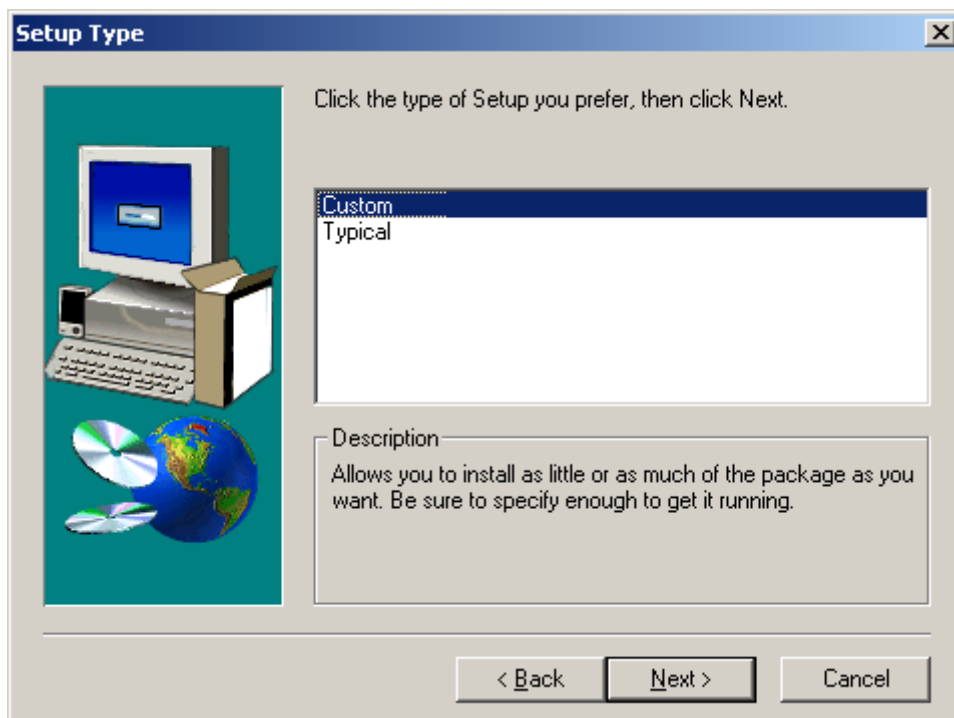 Setup Type
Click the type of Setup you prefer, then click Next.
Custom
Typical
Description
Allows you to install as little or as much of the package as you
want. Be sure to specify enough to get it running.
< Back
Next >
Cancel